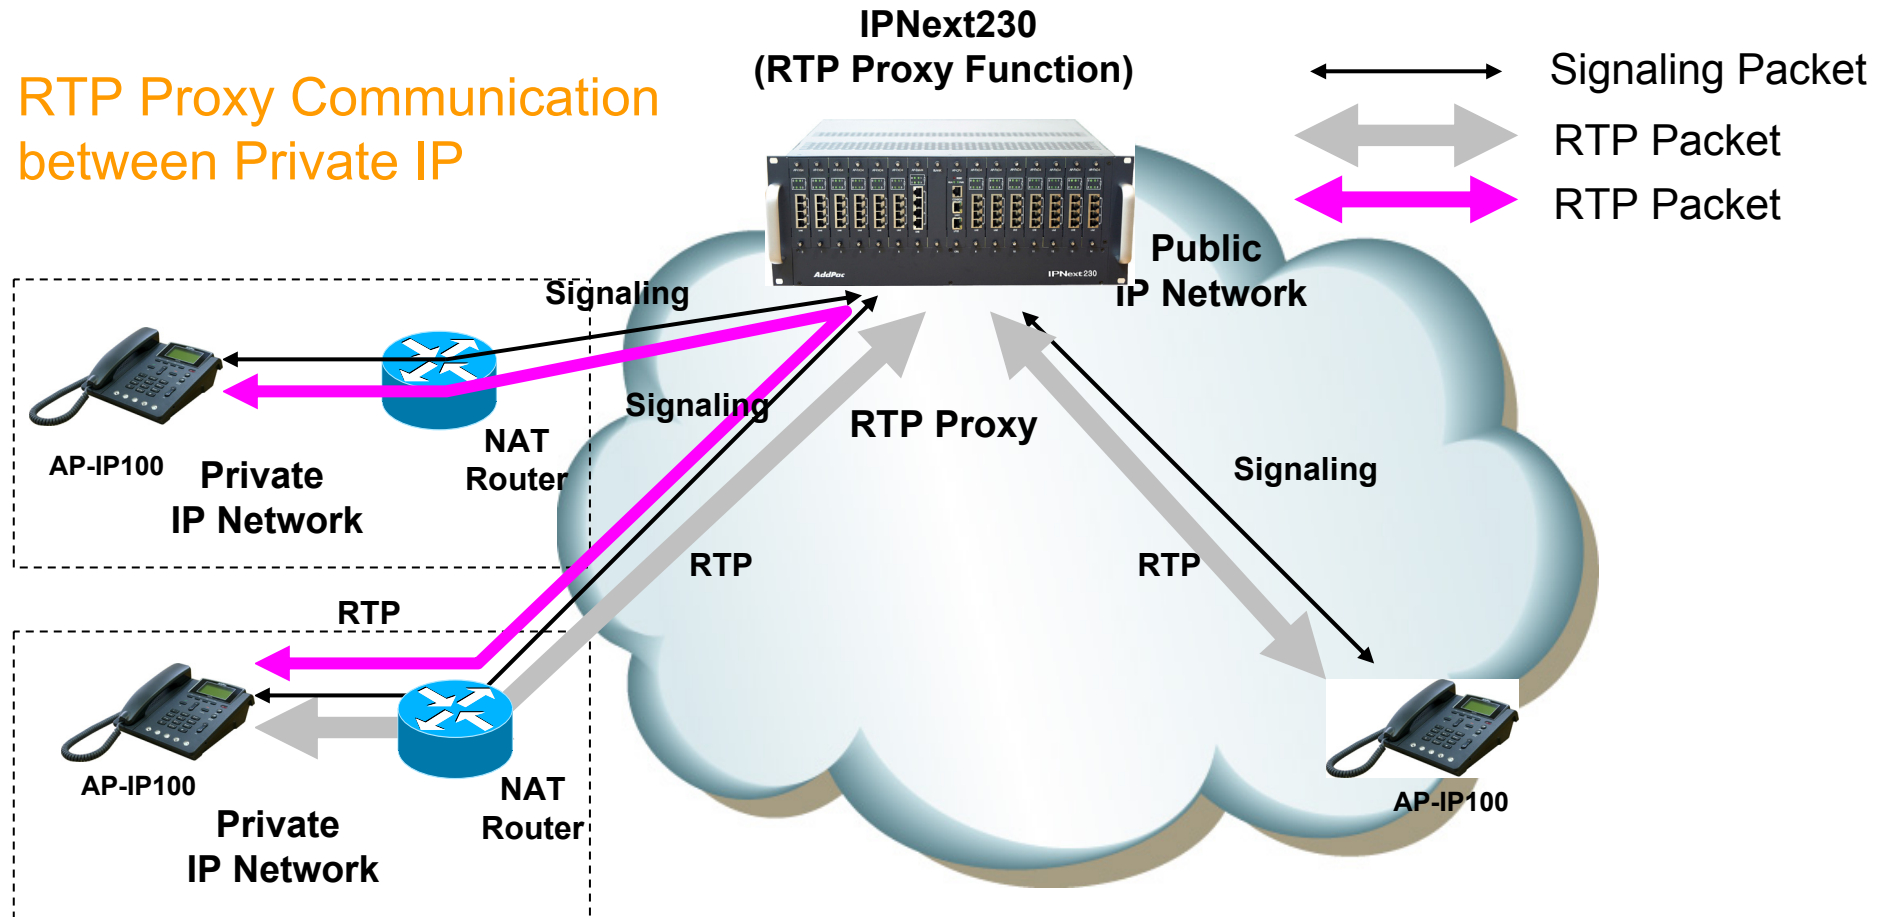 IPNext230
(RTP Proxy Function)
RTP Proxy Communication
between Private IP
Signaling Packet
RTP Packet
RTP Packet
AddPac
IPNext230
Public
IP Network
Signaling
Signaling
RTP Proxy
NAT
Router
AP-IP100
Private
IP Network
Signaling
RTP
RTP
RTP
AP-IP100
NAT
Router
Private
IP Network
AP-IP100